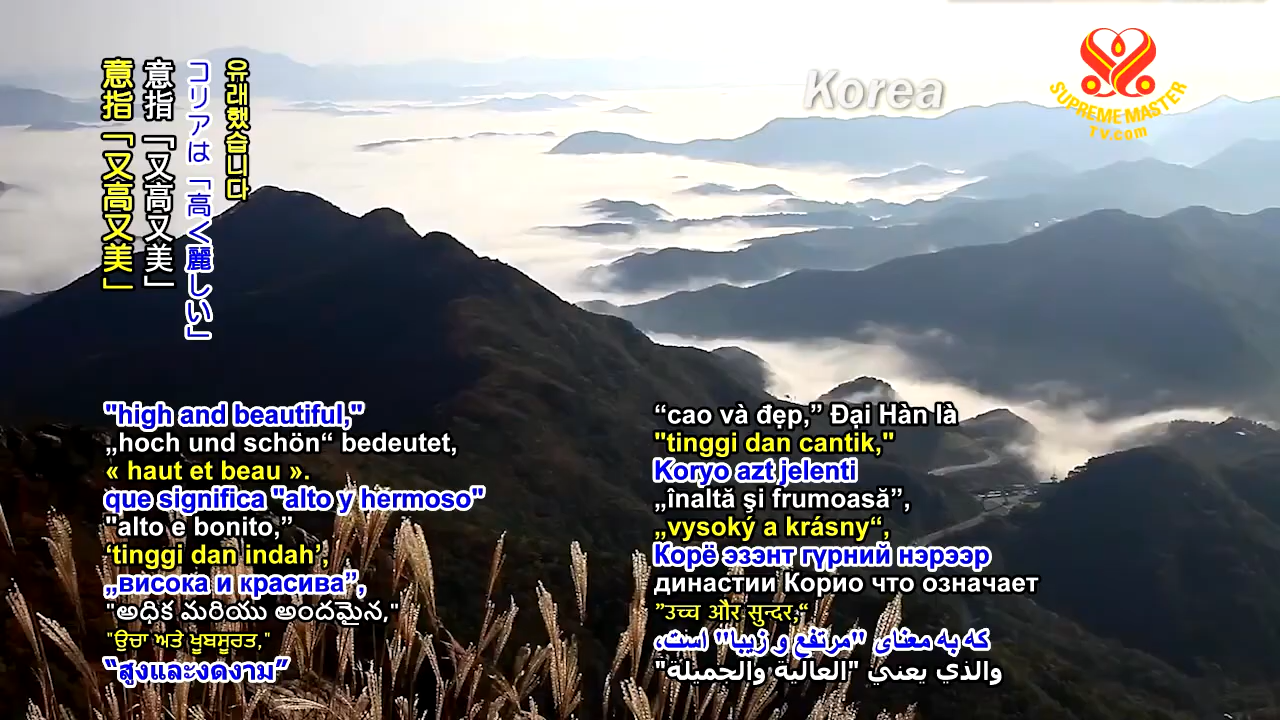 Korea
SUPREME MASTER
TV.com
유래했습니다
コリアは「高く麗しい」
意指「又高又美」
意指「又高又美」
"high and beautiful,"
„hoch und schön“ bedeutet,
« haut et beau ».
que significa "alto y hermoso"
"alto e bonito,”
‘tinggi dan indah’,
„висока и красива”,
"అధిక మరియు అందమైన,"
"ਉਚਾ ਅਤੇ ਖੂਬਸੂਰਤ,"
“สูงและงดงาม”
“cao và đẹp,” Đại Hàn là
"tinggi dan cantik,"
Koryo azt jelenti
„înaltă şi frumoasă”,
„vysoký a krásny“,
Корё эзэнт гүрний нэрээр
династии Корио что означает
”उच्च और सुन्दर,“
که به معنای "مرتفع و زیبا" است،
والذي يعني "العالية والجميلة"